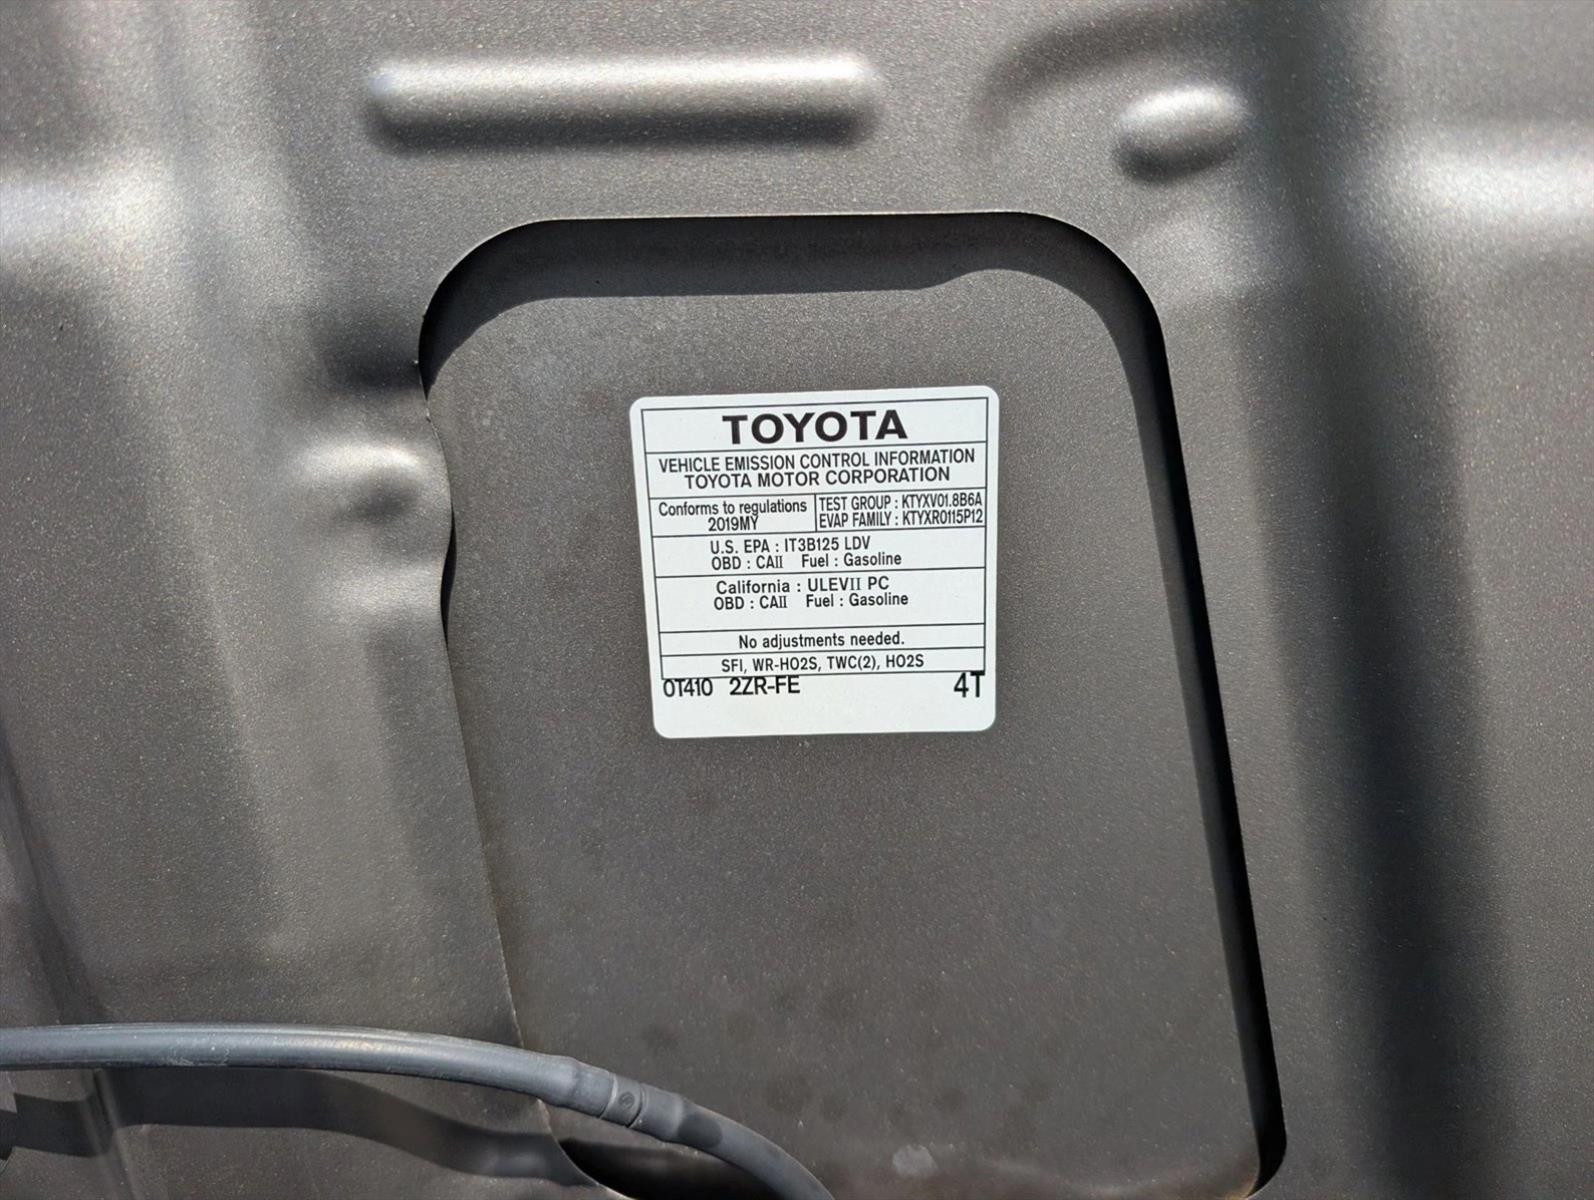 TOYOTA
VEHICLE EMISSION CONTROL INFORMATION
TOYOTA MOTOR CORPORATION
Conforms to regulations
2019MY
TEST GROUP : KTYXV01.8B6A
EVAP FAMILY : KTYXR0115P12
U.S. EPA : IT3B125 LDV
OBD : CAII Fuel : Gasoline
California : ULEVII PC
OBD : CAII Fuel : Gasoline
No adjustments needed.
SFI, WR-HO2S, TWC(2), HO2S
0T410 2ZR-FE 4T